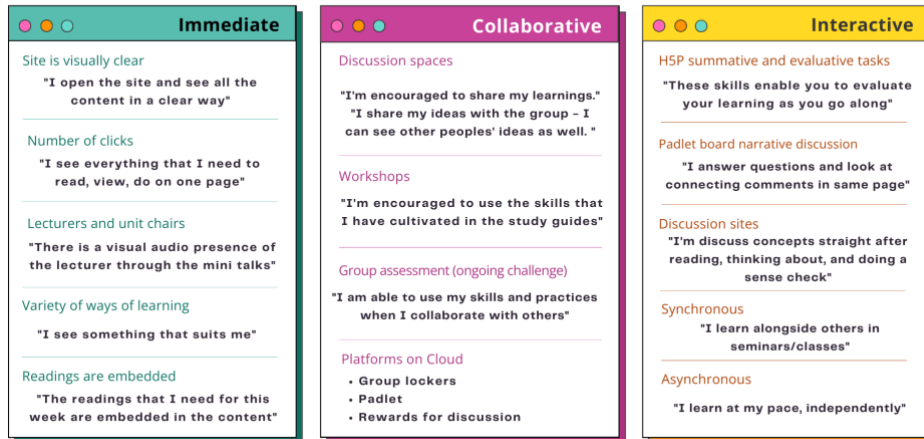 Immediate
Site is visually clear
"I open the site and see all the
content in a clear way"
Number of clicks
"I see everything that I need to
read, view, do on one page"
Lecturers and unit chairs
"There is a visual audio presence of
the lecturer through the mini talks"
Variety of ways of learning
"I see something that suits me"
Readings are embedded
"The readings that I need for this
week are embedded in the content"
Collaborative
Discussion spaces
"I'm encouraged to share my learnings."
"I share my ideas with the group - I
can see other peoples' ideas as well. "
Workshops
"I'm encouraged to use the skills that
I have cultivated in the study guides"
Group assessment (ongoing challenge)
"I am able to use my skills and practices
when I collaborate with others"
Platforms on Cloud
• Group lockers
• Padlet
• Rewards for discussion
Interactive
H5P summative and evaluative tasks
"These skills enable you to evaluate
your learning as you go along"
Padlet board narrative discussion
"I answer questions and look at
connecting comments in same page"
Discussion sites
"I'm discuss concepts straight after
reading, thinking about, and doing a
sense check"
Synchronous
"I learn alongside others in
seminars/classes"
Asynchronous
"I learn at my pace, independently"